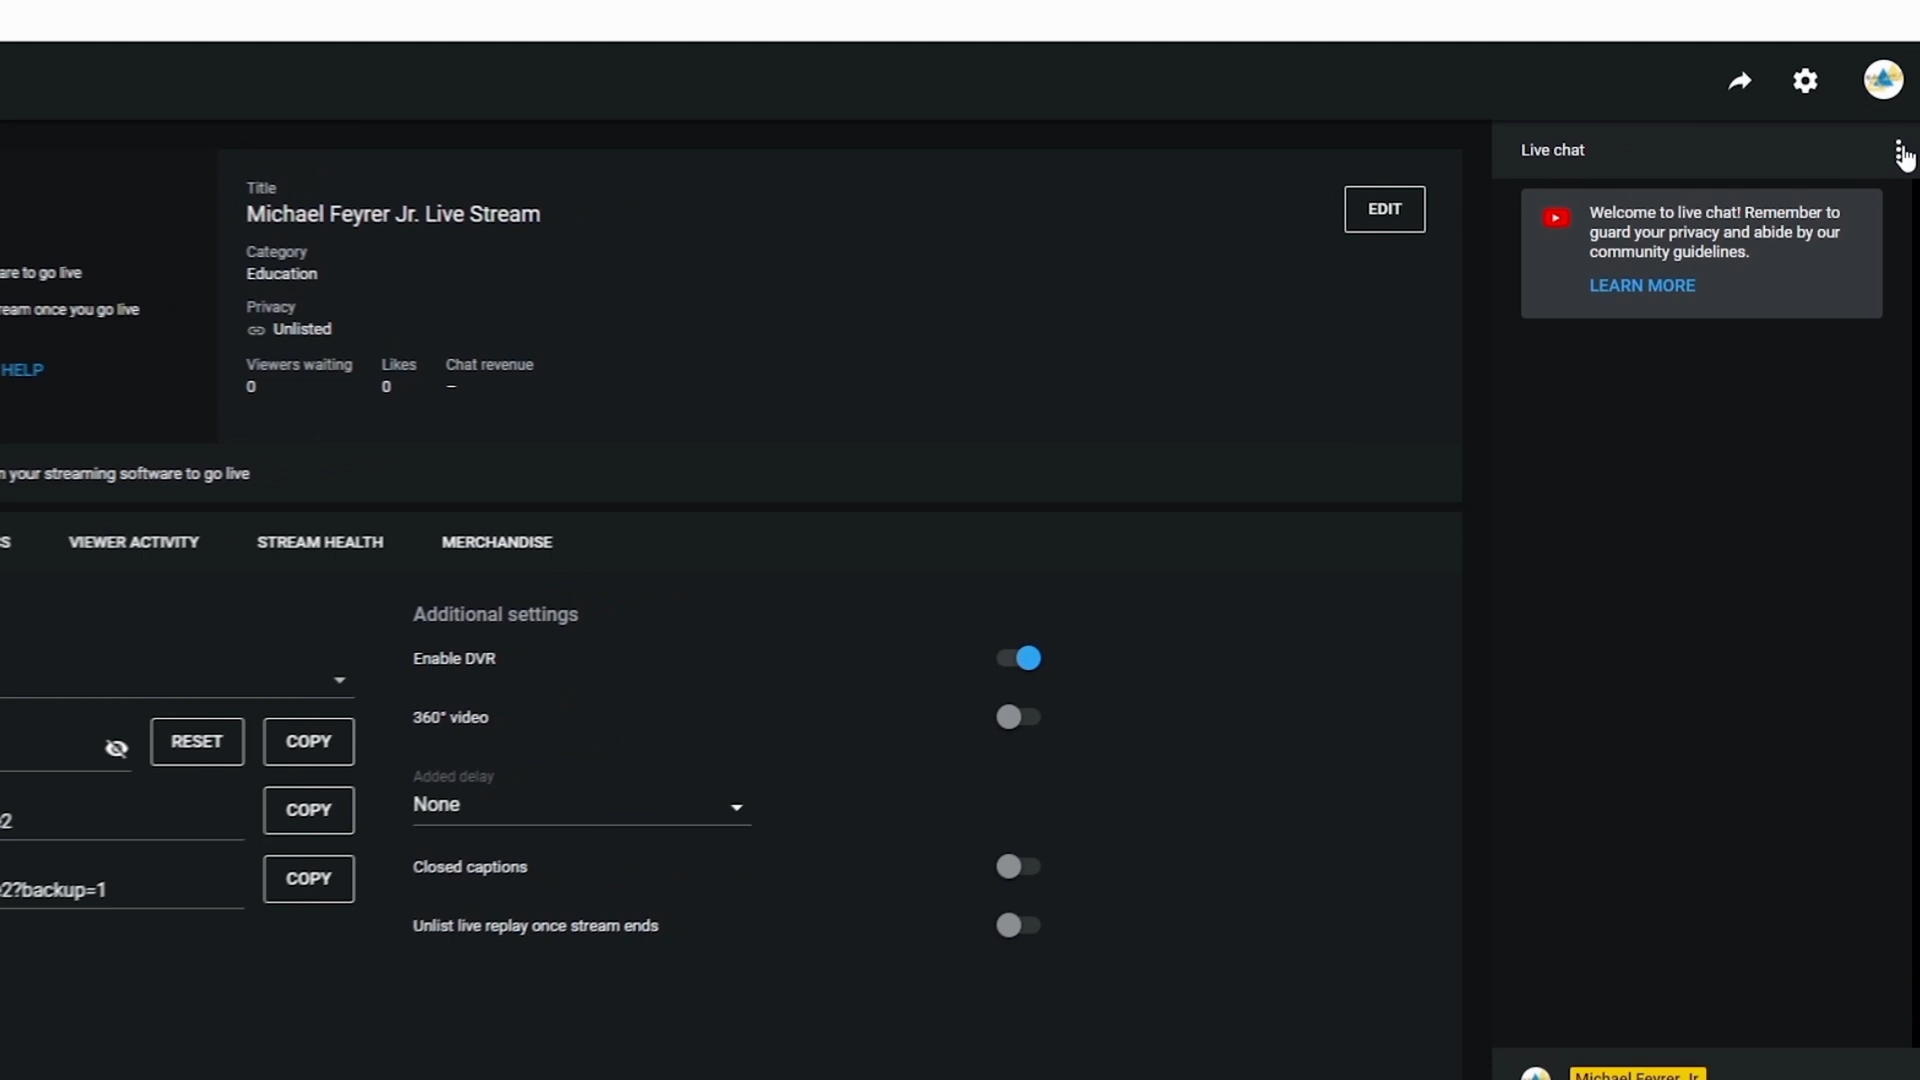 Live chat
Title
Michael Feyrer Jr. Live Stream
EDIT
Category
Education
Privacy
Unlisted
Viewers waiting
0
Likes
0
Chat revenue
–
are to go live
ream once you go live
HELP
n your streaming software to go live
S
VIEWER ACTIVITY
STREAM HEALTH
MERCHANDISE
RESET
COPY
2
COPY
2?backup=1
COPY
Additional settings
Enable DVR
360° video
Added delay
None
Closed captions
Unlist live replay once stream ends
Welcome to live chat! Remember to
guard your privacy and abide by our
community guidelines.
LEARN MORE
Michael Feyrer Jr.